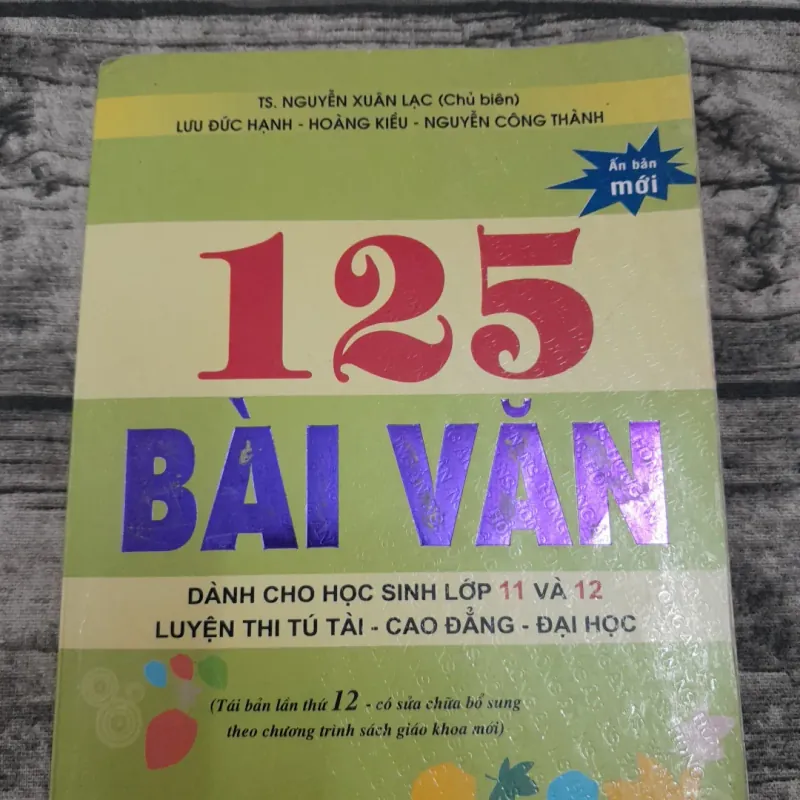 TS. NGUYỄN XUÂN LẠC (Chủ biên)
LƯU ĐỨC HẠNH - HOÀNG KIỀU - NGUYỄN CÔNG THÀNH
Ấn bản
mới
125
BÀI VĂN
DÀNH CHO HỌC SINH LỚP 11 VÀ 12
LUYỆN THI TÚ TÀI - CAO ĐẲNG - ĐẠI HỌC
(Tái bản lần thứ 12 - có sửa chữa bổ sung
theo chương trình sách giáo khoa mới)